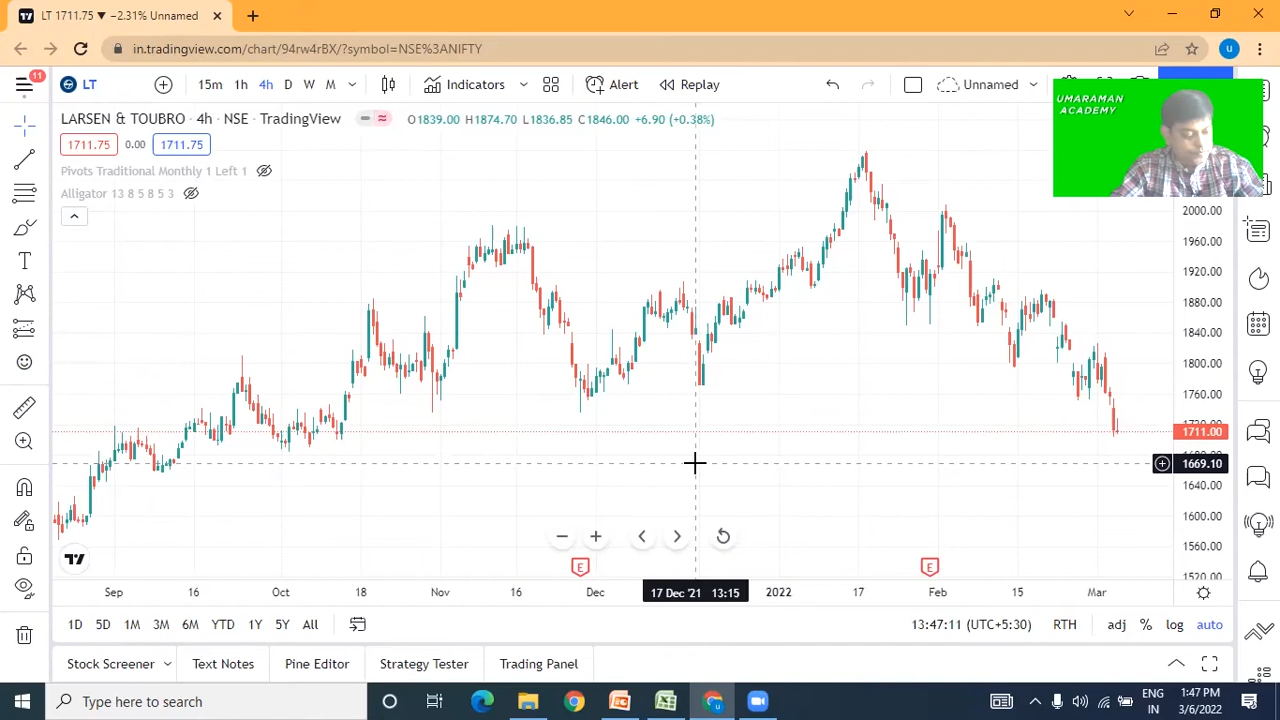 LT 1711.75 ▼ −2.31% Unnamed
in.tradingview.com/chart/94rw4rBX/?symbol=NSE%3ANIFTY
u
11
LT
15m 1h 4h D W M
Indicators
Alert
Replay
Unnamed
UMARAMAN
ACADEMY
LARSEN & TOUBRO · 4h · NSE · TradingView
O1839.00 H1874.70 L1836.85 C1846.00 +6.90 (+0.38%)
1711.75 0.00 1711.75
Pivots Traditional Monthly 1 Left 1
Alligator 13 8 5 8 5 3
2000.00
1960.00
1920.00
1880.00
1840.00
1800.00
1760.00
1711.00
1669.10
1640.00
1600.00
1560.00
1520.00
E E
Sep 16 Oct 18 Nov 16 Dec 17 Dec '21 13:15 2022 17 Feb 15 Mar
1D 5D 1M 3M 6M YTD 1Y 5Y All
13:47:11 (UTC+5:30) RTH adj % log auto
Stock Screener Text Notes Pine Editor Strategy Tester Trading Panel
Type here to search
ENG
IN
1:47 PM
3/6/2022